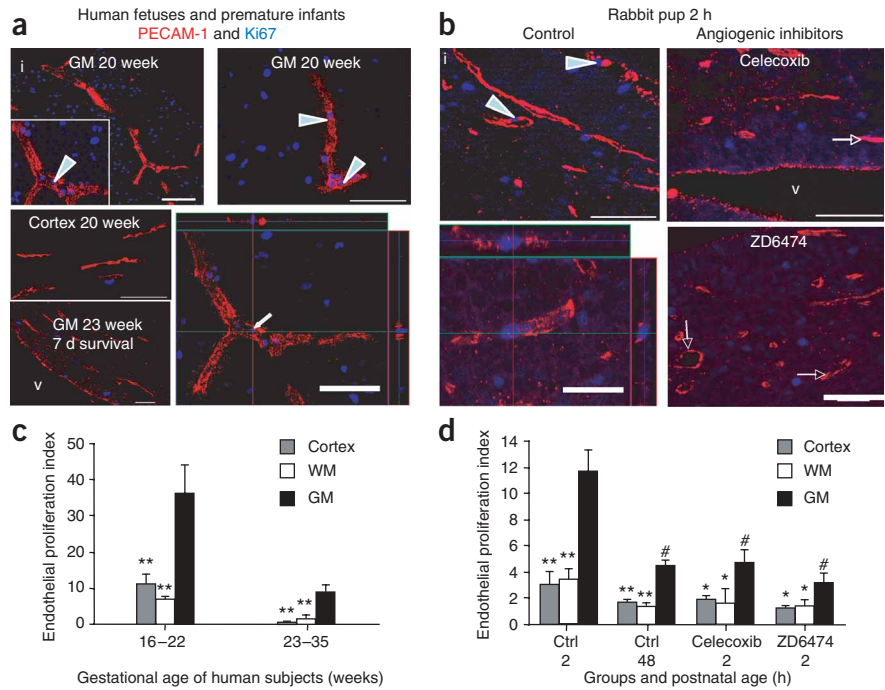 Human fetuses and premature infants
PECAM-1 and Ki67
a
i
GM 20 week
GM 20 week
Cortex 20 week
GM 23 week
7 d survival
v
Rabbit pup 2 h
b
Control
Angiogenic inhibitors
i
Celecoxib
v
ZD6474
c
Endothelial proliferation index
50
40
30
20
10
0
Cortex
WM
GM
**
**
**
**
16–22
23–35
Gestational age of human subjects (weeks)
d
Endothelial proliferation index
14
12
10
8
6
4
2
0
Cortex
WM
GM
** **
** ** #
* * #
* * #
Ctrl Ctrl Celecoxib ZD6474
2 48 2 2
Groups and postnatal age (h)